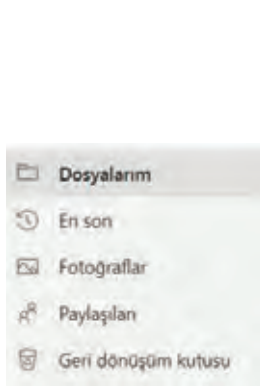 Dosyalarım
En son
Fotoğraflar
Paylaşılan
Geri dönüşüm kutusu